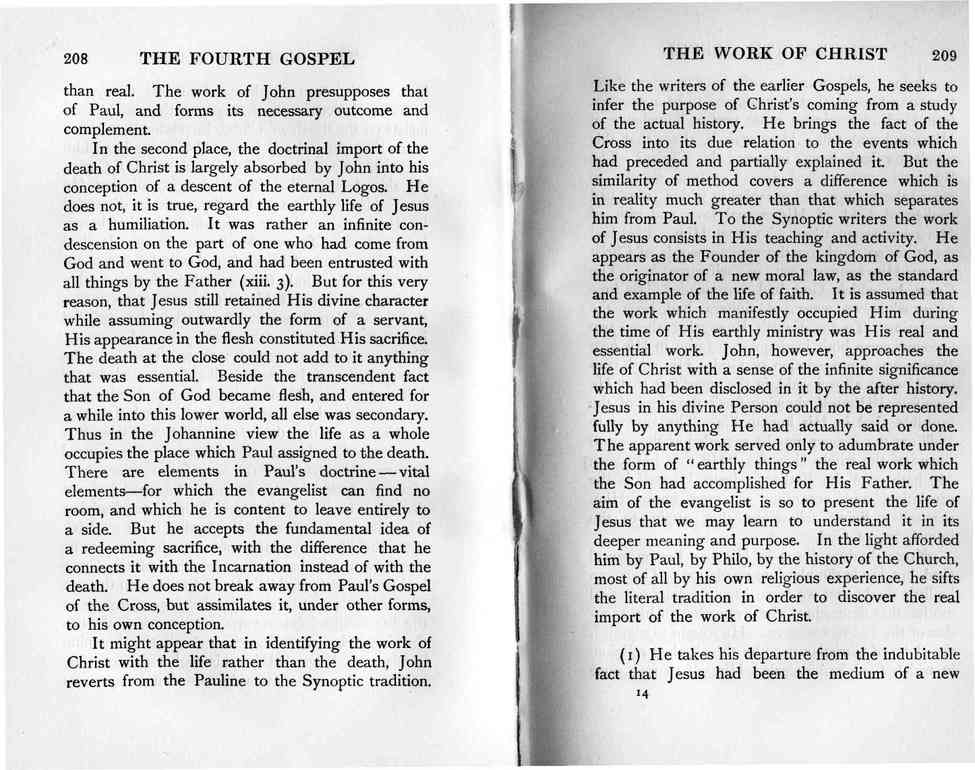 208 THE FOURTH GOSPEL
than real. The work of John presupposes that
of Paul, and forms its necessary outcome and
complement.
In the second place, the doctrinal import of the
death of Christ is largely absorbed by John into his
conception of a descent of the eternal Logos. He
does not, it is true, regard the earthly life of Jesus
as a humiliation. It was rather an infinite con-
descension on the part of one who had come from
God and went to God, and had been entrusted with
all things by the Father (xiii. 3). But for this very
reason, that Jesus still retained His divine character
while assuming outwardly the form of a servant,
His appearance in the flesh constituted His sacrifice.
The death at the close could not add to it anything
that was essential. Beside the transcendent fact
that the Son of God became flesh, and entered for
a while into this lower world, all else was secondary.
Thus in the Johannine view the life as a whole
occupies the place which Paul assigned to the death.
There are elements in Paul's doctrine—vital
elements—for which the evangelist can find no
room, and which he is content to leave entirely to
a side. But he accepts the fundamental idea of
a redeeming sacrifice, with the difference that he
connects it with the Incarnation instead of with the
death. He does not break away from Paul's Gospel
of the Cross, but assimilates it, under other forms,
to his own conception.
It might appear that in identifying the work of
Christ with the life rather than the death, John
reverts from the Pauline to the Synoptic tradition.
THE WORK OF CHRIST 209
Like the writers of the earlier Gospels, he seeks to
infer the purpose of Christ's coming from a study
of the actual history. He brings the fact of the
Cross into its due relation to the events which
had preceded and partially explained it. But the
similarity of method covers a difference which is
in reality much greater than that which separates
him from Paul. To the Synoptic writers the work
of Jesus consists in His teaching and activity. He
appears as the Founder of the kingdom of God, as
the originator of a new moral law, as the standard
and example of the life of faith. It is assumed that
the work which manifestly occupied Him during
the time of His earthly ministry was His real and
essential work. John, however, approaches the
life of Christ with a sense of the infinite significance
which had been disclosed in it by the after history.
Jesus in his divine Person could not be represented
fully by anything He had actually said or done.
The apparent work served only to adumbrate under
the form of "earthly things" the real work which
the Son had accomplished for His Father. The
aim of the evangelist is so to present the life of
Jesus that we may learn to understand it in its
deeper meaning and purpose. In the light afforded
him by Paul, by Philo, by the history of the Church,
most of all by his own religious experience, he sifts
the literal tradition in order to discover the real
import of the work of Christ.
(1) He takes his departure from the indubitable
fact that Jesus had been the medium of a new
14